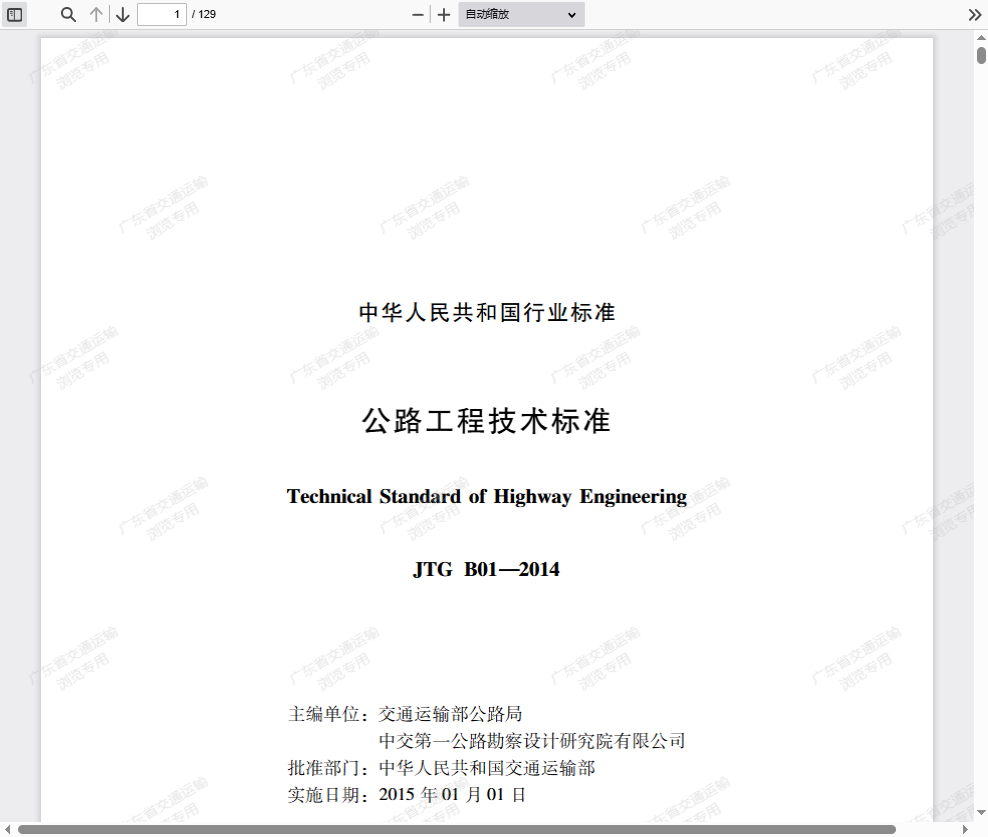 1 / 129
自动缩放
广东省交通运输
浏览专用
中华人民共和国行业标准
公路工程技术标准
Technical Standard of Highway Engineering
JTG B01—2014
主编单位：交通运输部公路局
中交第一公路勘察设计研究院有限公司
批准部门：中华人民共和国交通运输部
实施日期：2015 年 01 月 01 日